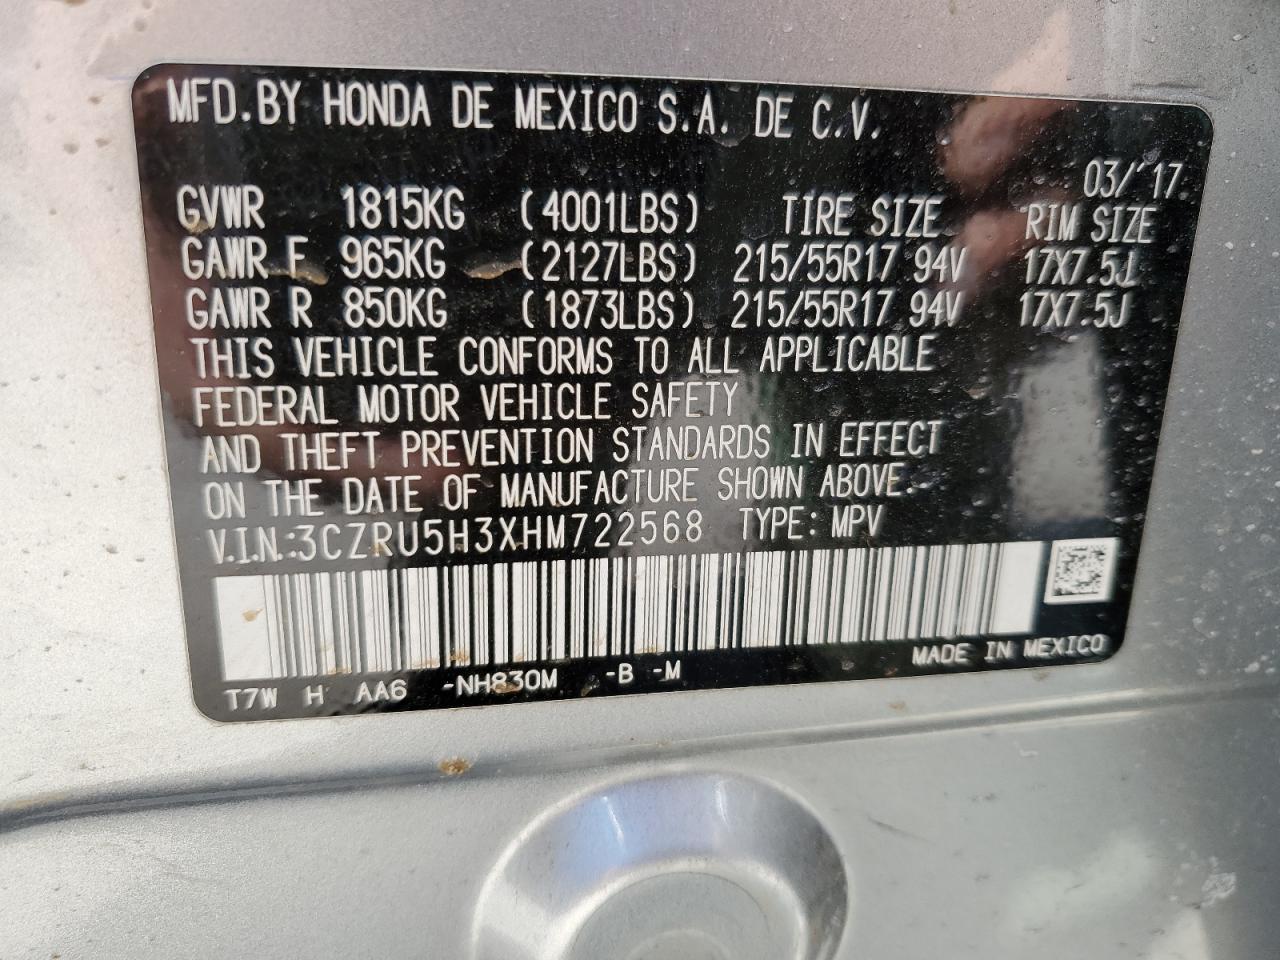 MFD.BY HONDA DE MEXICO S.A. DE C.V.
03/'17
GVWR 1815KG (4001LBS) TIRE SIZE RIM SIZE
GAWR F 965KG (2127LBS) 215/55R17 94V 17X7.5J
GAWR R 850KG (1873LBS) 215/55R17 94V 17X7.5J
THIS VEHICLE CONFORMS TO ALL APPLICABLE
FEDERAL MOTOR VEHICLE SAFETY
AND THEFT PREVENTION STANDARDS IN EFFECT
ON THE DATE OF MANUFACTURE SHOWN ABOVE.
V.I.N.:3CZRU5H3XHM722568 TYPE: MPV
MADE IN MEXICO
T7W H AA6 -NH830M -B -M